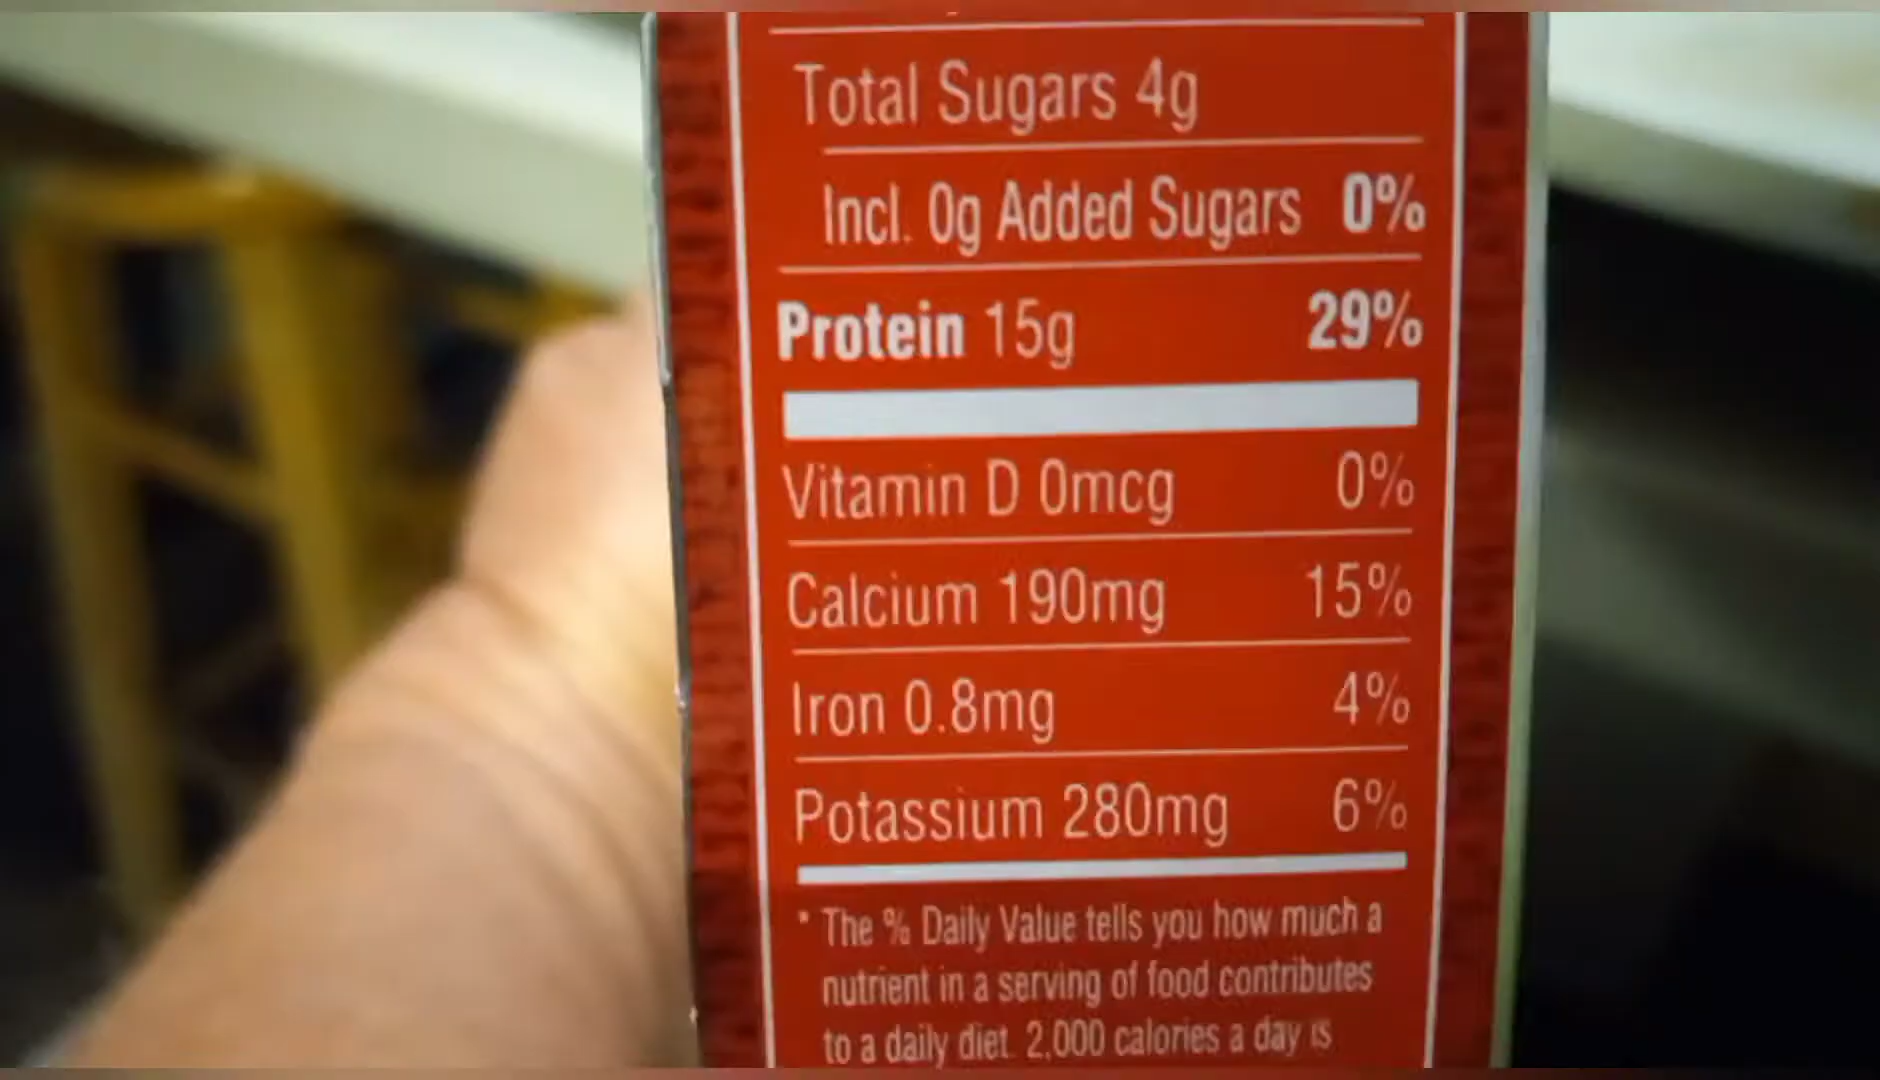 Total Sugars 4g
Incl. 0g Added Sugars 0%
Protein 15g 29%
Vitamin D 0mcg 0%
Calcium 190mg 15%
Iron 0.8mg 4%
Potassium 280mg 6%
* The % Daily Value tells you how much a
nutrient in a serving of food contributes
to a daily diet. 2,000 calories a day is